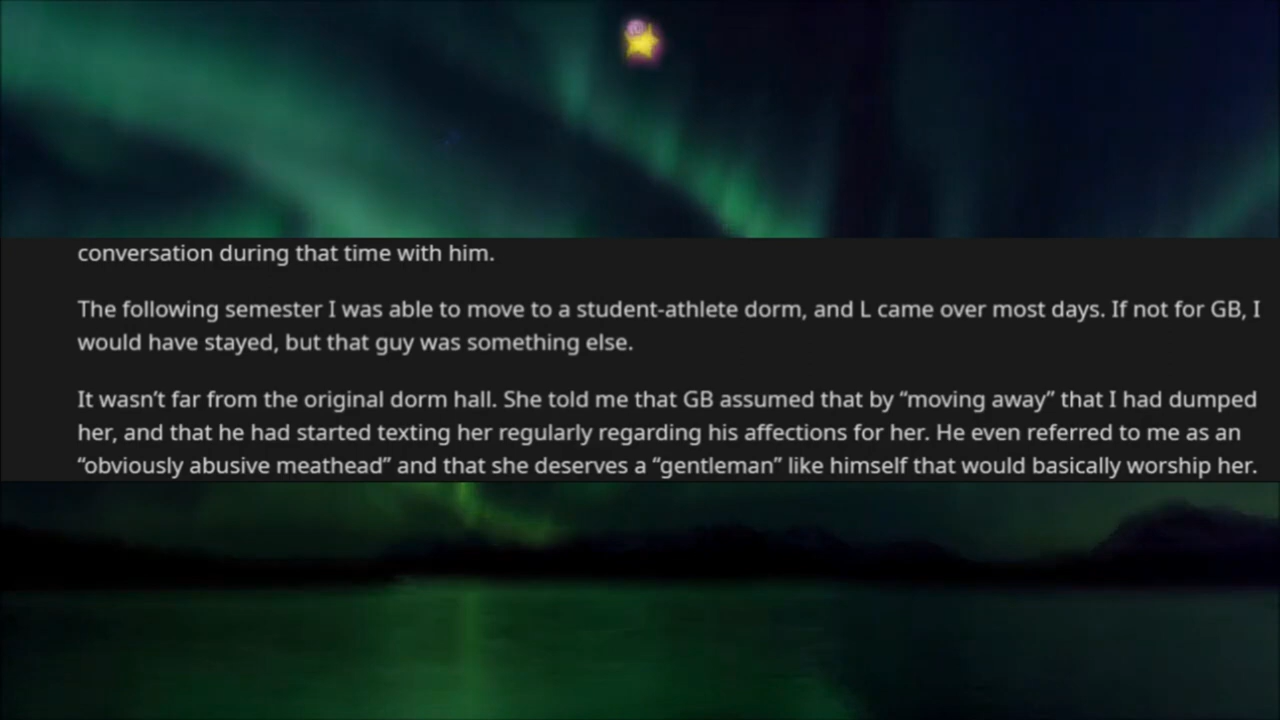 conversation during that time with him.
The following semester I was able to move to a student-athlete dorm, and L came over most days. If not for GB, I
would have stayed, but that guy was something else.
It wasn’t far from the original dorm hall. She told me that GB assumed that by “moving away” that I had dumped
her, and that he had started texting her regularly regarding his affections for her. He even referred to me as an
“obviously abusive meathead” and that she deserves a “gentleman” like himself that would basically worship her.